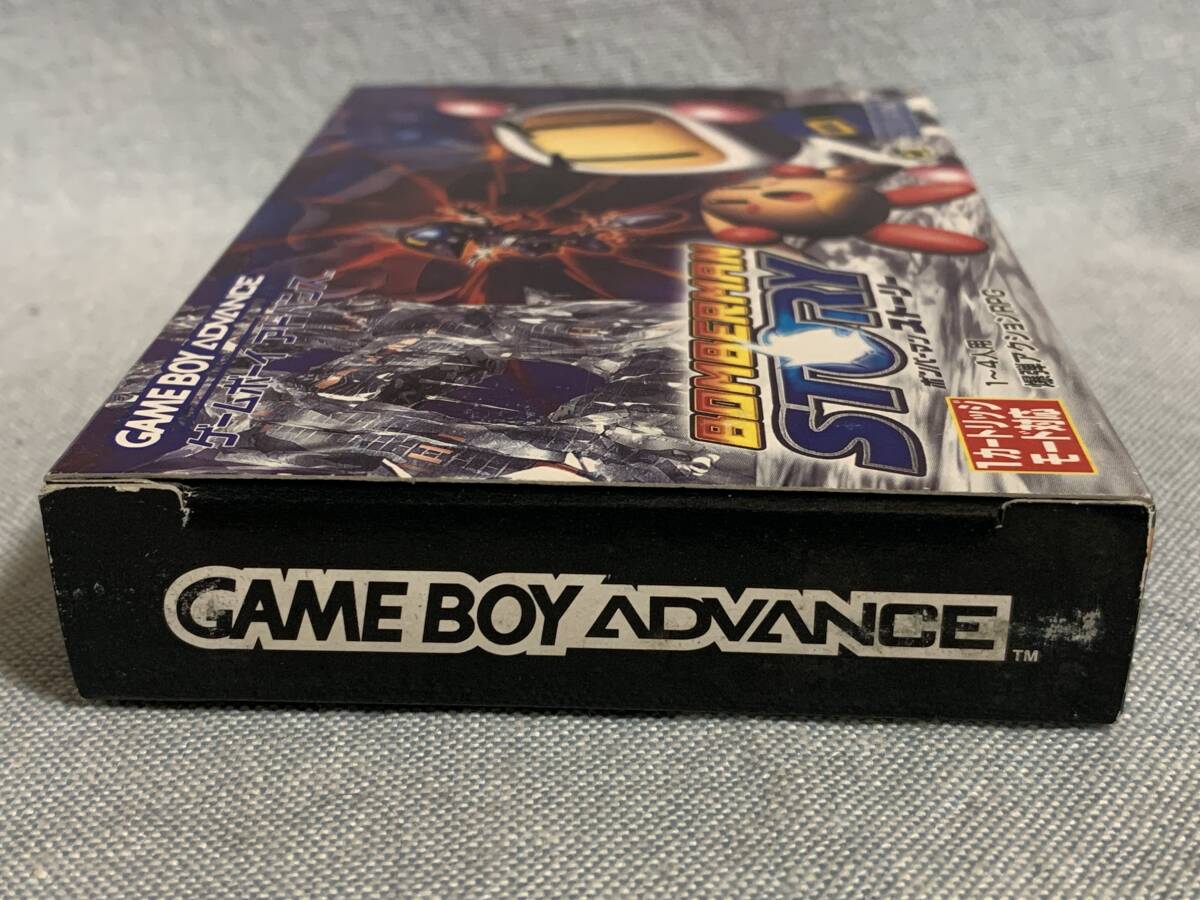 GAME BOY ADVANCE
ゲームボーイアドバンス
BOMBERMAN
STORY
ボンバーマンストーリー
1〜4人用
爆弾アクションRPG
1カートリッジ
モード対応
GAME BOY ADVANCE
TM